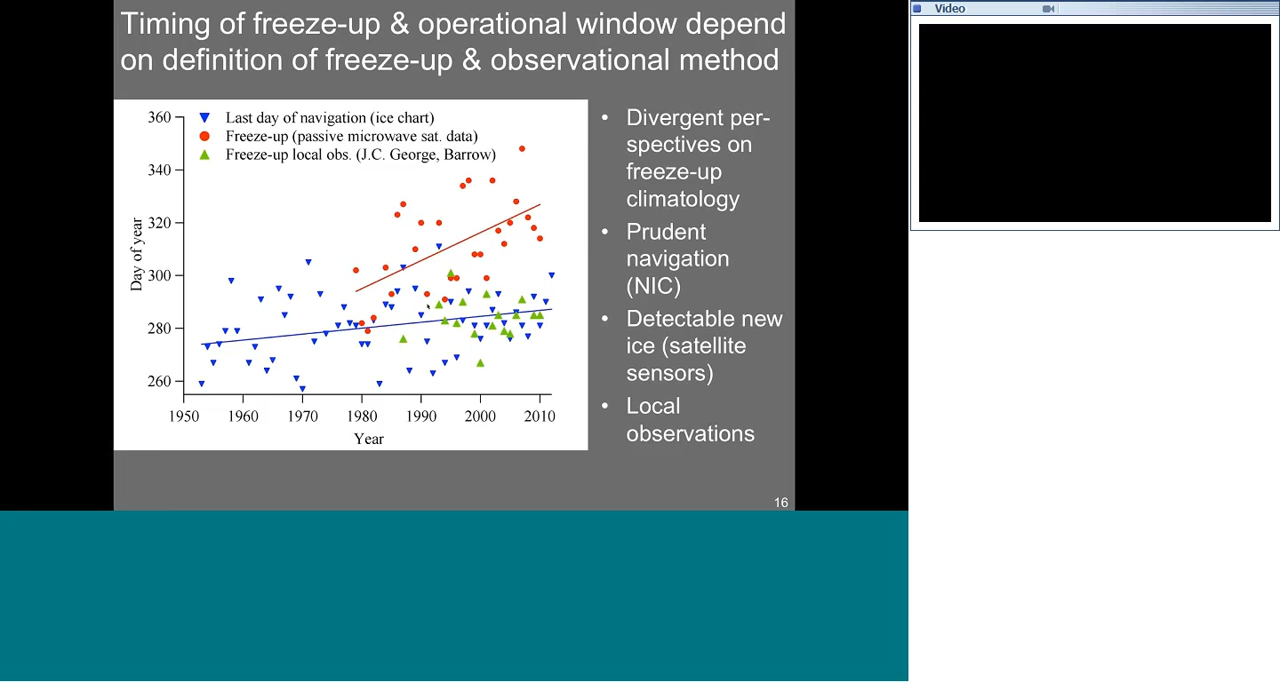 Timing of freeze-up & operational window depend
on definition of freeze-up & observational method
360
340
320
300
280
260
Day of year
Last day of navigation (ice chart)
Freeze-up (passive microwave sat. data)
Freeze-up local obs. (J.C. George, Barrow)
1950 1960 1970 1980 1990 2000 2010
Year
• Divergent per-
spectives on
freeze-up
climatology
• Prudent
navigation
(NIC)
• Detectable new
ice (satellite
sensors)
• Local
observations
16
Video